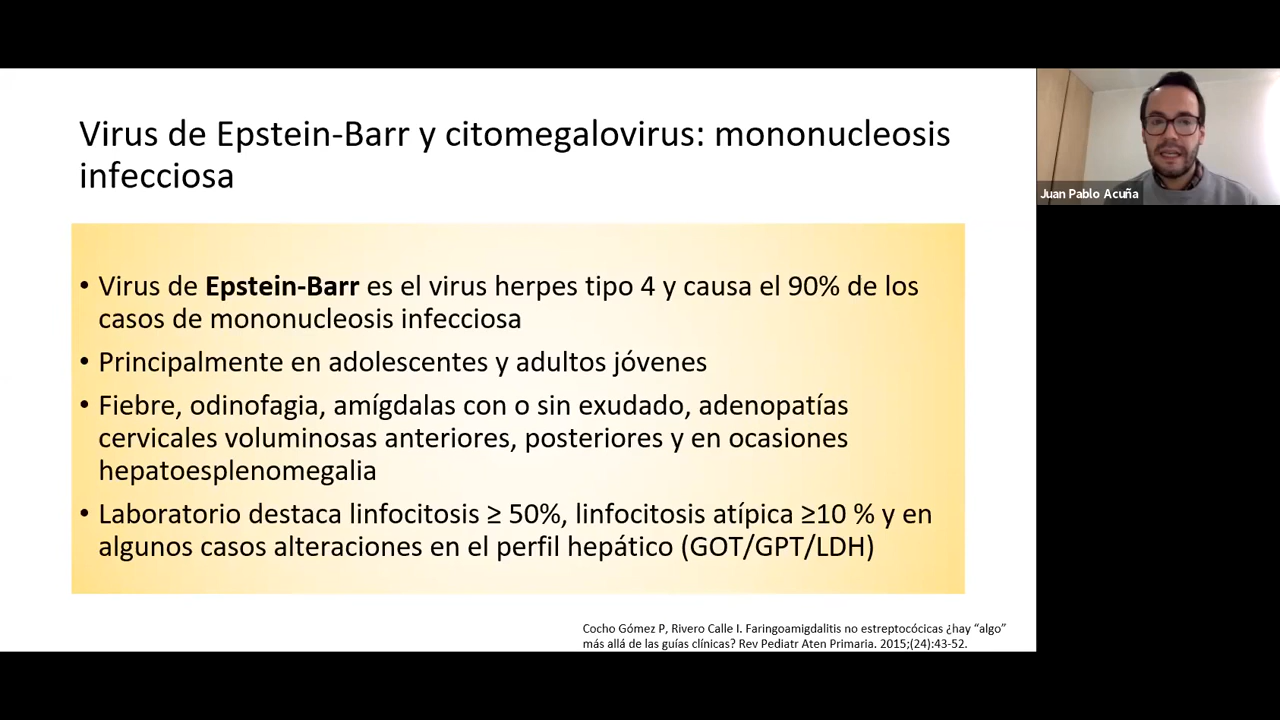 Virus de Epstein-Barr y citomegalovirus: mononucleosis
infecciosa
Juan Pablo Acuña
• Virus de Epstein-Barr es el virus herpes tipo 4 y causa el 90% de los
casos de mononucleosis infecciosa
• Principalmente en adolescentes y adultos jóvenes
• Fiebre, odinofagia, amígdalas con o sin exudado, adenopatías
cervicales voluminosas anteriores, posteriores y en ocasiones
hepatoesplenomegalia
• Laboratorio destaca linfocitosis ≥ 50%, linfocitosis atípica ≥10 % y en
algunos casos alteraciones en el perfil hepático (GOT/GPT/LDH)
Cocho Gómez P, Rivero Calle I. Faringoamigdalitis no estreptocócicas ¿hay “algo”
más allá de las guías clínicas? Rev Pediatr Aten Primaria. 2015;(24):43-52.